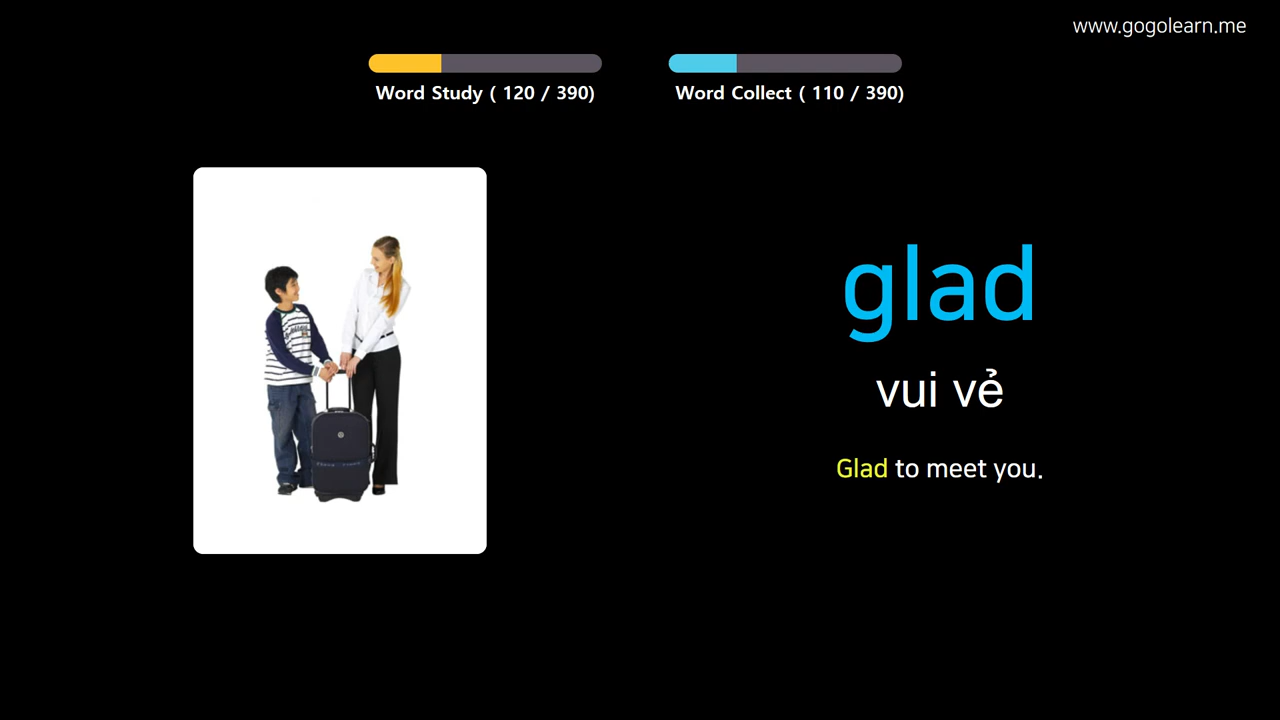 www.gogolearn.me
Word Study ( 120 / 390)
Word Collect ( 110 / 390)
glad
vui vẻ
Glad to meet you.